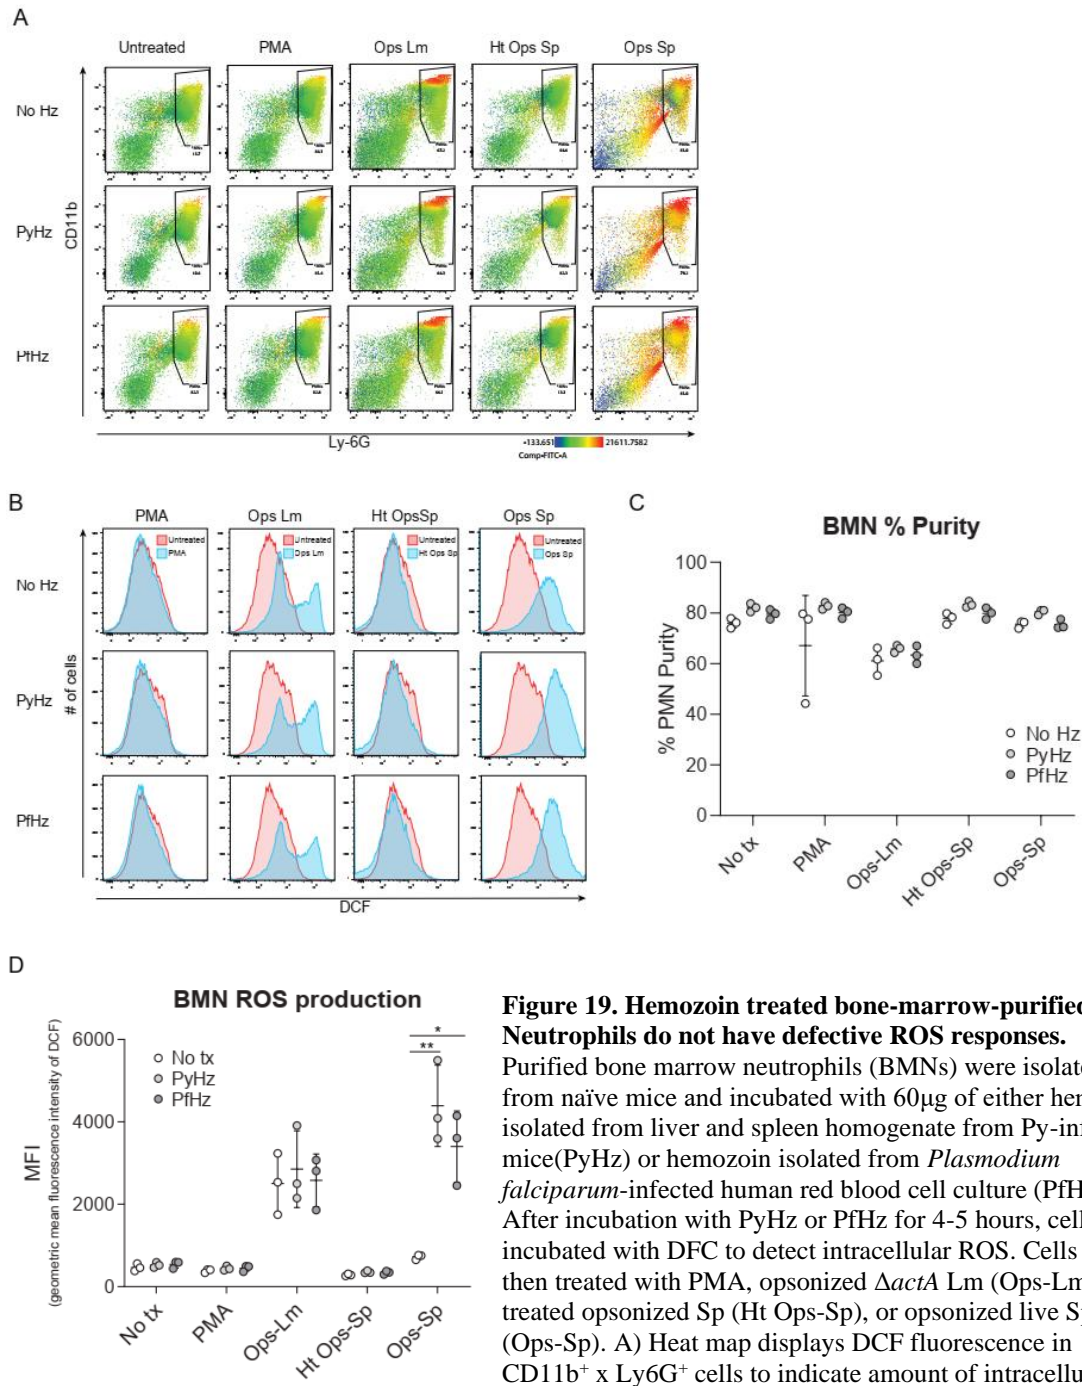 A
Untreated PMA Ops Lm Ht Ops Sp Ops Sp
No Hz
PyHz
PfHz
CD11b
Ly-6G
-133.651 21611.7582
Comp-FITC-A
B
PMA Ops Lm Ht OpsSp Ops Sp
Untreated
PMA
Untreated
Ops Lm
Untreated
Ht Ops Sp
Untreated
Ops Sp
No Hz
PyHz
PfHz
# of cells
DCF
C
BMN % Purity
% PMN Purity
100
80
60
40
20
0
No Hz
PyHz
PfHz
No tx PMA Ops-Lm Ht Ops-Sp Ops-Sp
D
BMN ROS production
MFI
(geometric mean fluorescence intensity of DCF)
6000
4000
2000
0
No tx
PyHz
PfHz
*
**
No tx PMA Ops-Lm Ht Ops-Sp Ops-Sp
Figure 19. Hemozoin treated bone-marrow-purified
Neutrophils do not have defective ROS responses.
Purified bone marrow neutrophils (BMNs) were isolate
from naïve mice and incubated with 60μg of either hem
isolated from liver and spleen homogenate from Py-inf
mice(PyHz) or hemozoin isolated from Plasmodium
falciparum-infected human red blood cell culture (PfH
After incubation with PyHz or PfHz for 4-5 hours, cell
incubated with DFC to detect intracellular ROS. Cells
then treated with PMA, opsonized ΔactA Lm (Ops-Lm
treated opsonized Sp (Ht Ops-Sp), or opsonized live Sp
(Ops-Sp). A) Heat map displays DCF fluorescence in
CD11b⁺ x Ly6G⁺ cells to indicate amount of intracellu